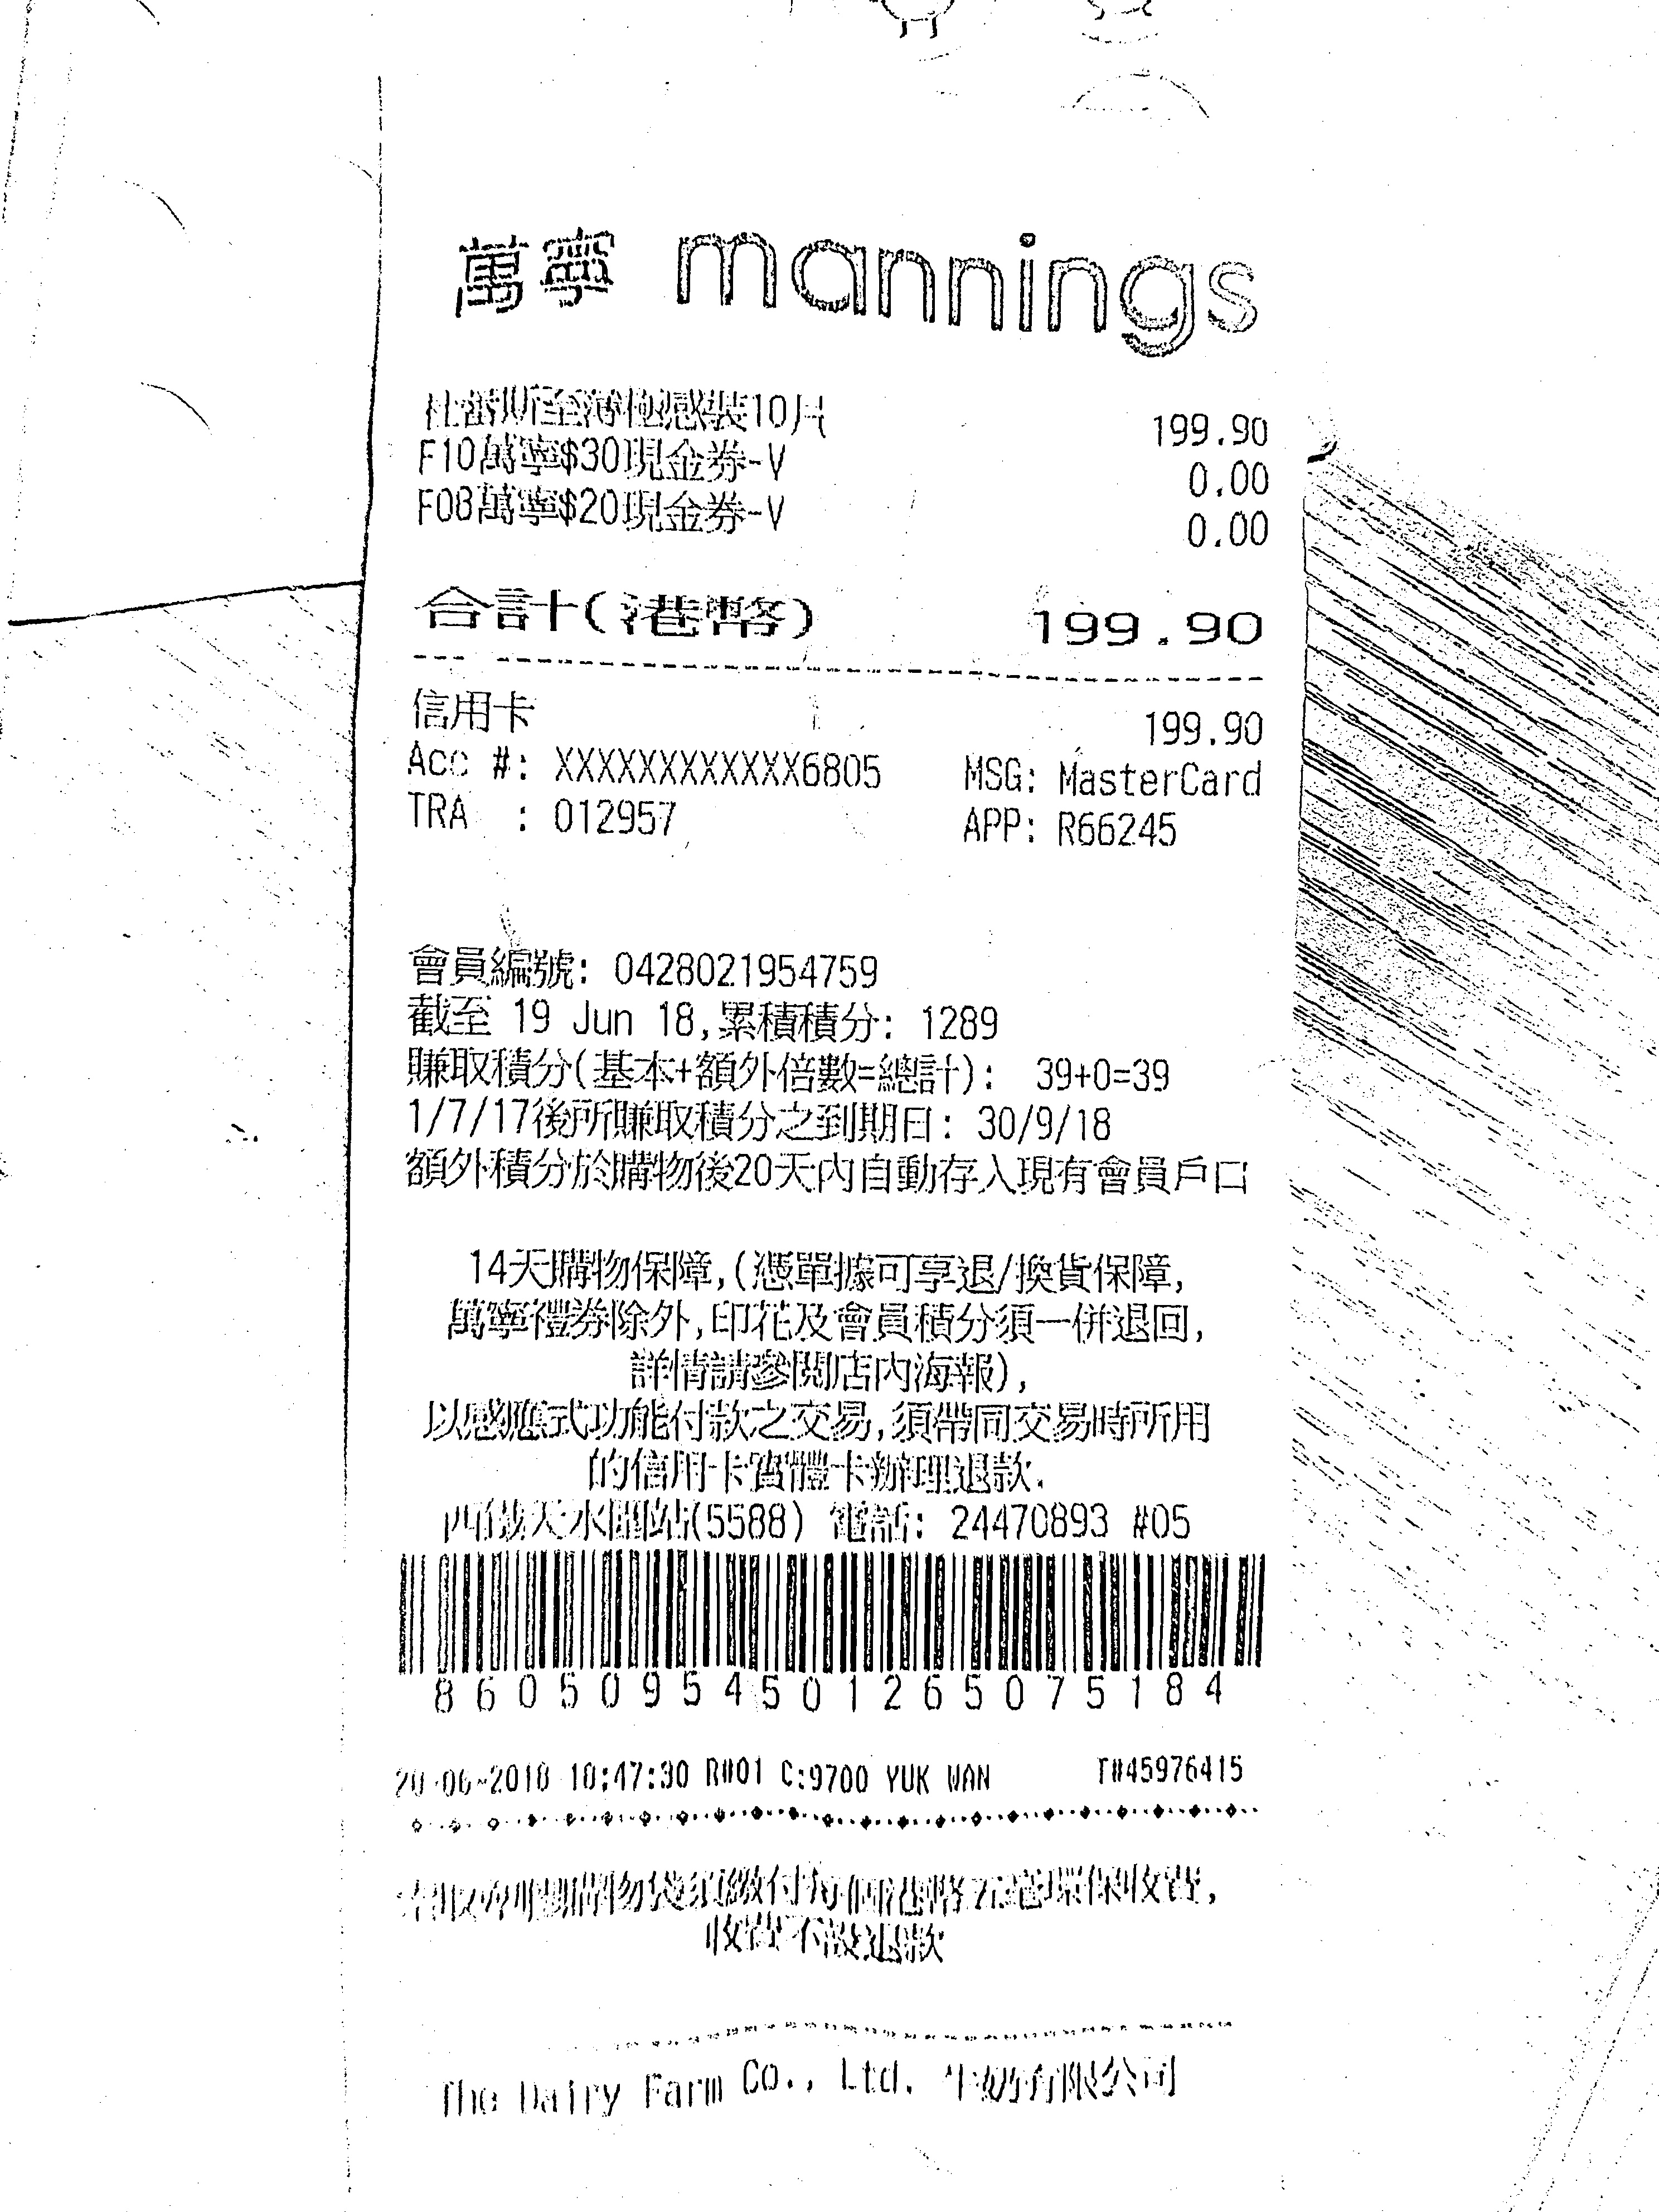 萬寧 mannings
杜蕾斯至薄極感裝10片 199.90
F10萬寧$30現金券-V 0.00
F08萬寧$20現金券-V 0.00
合計(港幣) 199.90
信用卡 199.90
Acc #: XXXXXXXXXXXX6805 MSG: MasterCard
TRA : 012957 APP: R66245
會員編號: 0428021954759
截至 19 Jun 18,累積積分: 1289
賺取積分(基本+額外倍數=總計): 39+0=39
1/7/17後所賺取積分之到期日: 30/9/18
額外積分於購物後20天內自動存入現有會員戶口
14天購物保障,(憑單據可享退/換貨保障,
萬寧禮券除外,印花及會員積分須一併退回,
詳情請參閱店內海報),
以感應式功能付款之交易,須帶同交易時所用
的信用卡實體卡辦理退款.
西鐵天水圍站(5588) 電話: 24470893 #05
86050954501265075184
20-06-2018 10:47:30 R#01 C:9700 YUK WAN T#45976415
購物袋須繳付每個港幣 環保收費,
收費不設退款
The Dairy Farm Co., Ltd. 牛奶有限公司